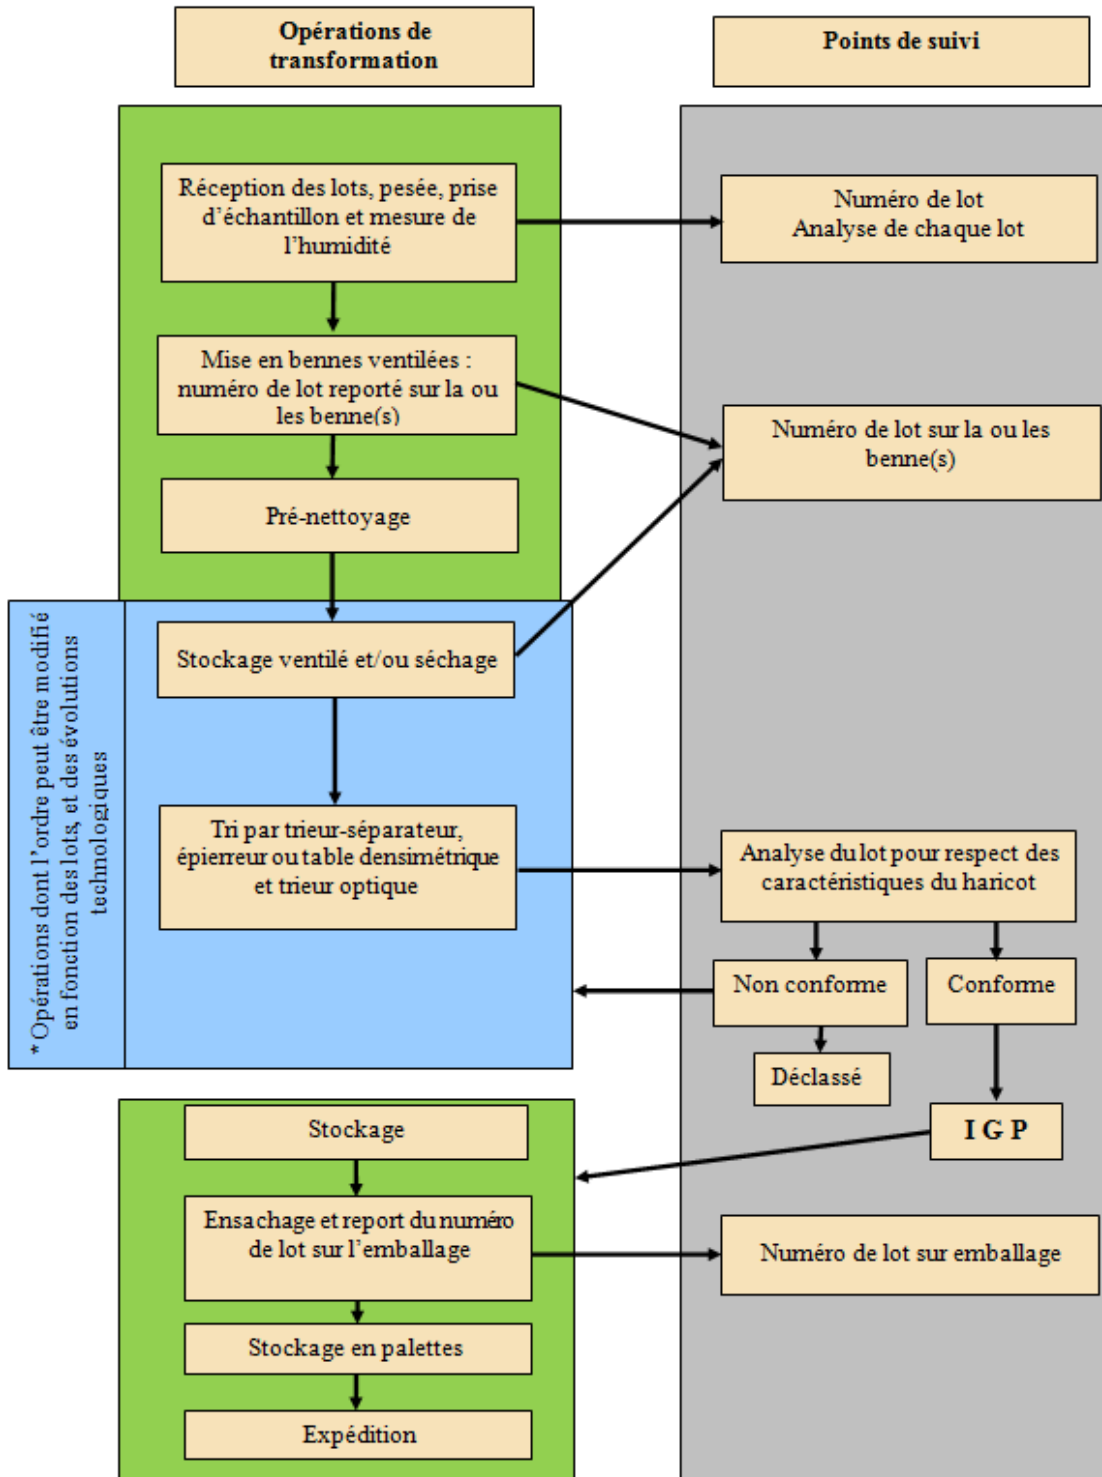 Opérations de
transformation
Points de suivi
Réception des lots, pesée, prise
d’échantillon et mesure de
l’humidité
Numéro de lot
Analyse de chaque lot
Mise en bennes ventilées :
numéro de lot reporté sur la ou
les benne(s)
Numéro de lot sur la ou les
benne(s)
Pré-nettoyage
*Opérations dont l’ordre peut être modifié
en fonction des lots, et des évolutions
technologiques
Stockage ventilé et/ou séchage
Tri par trieur-séparateur,
épierreur ou table densimétrique
et trieur optique
Analyse du lot pour respect des
caractéristiques du haricot
Non conforme
Conforme
Déclassé
I G P
Stockage
Ensachage et report du numéro
de lot sur l’emballage
Numéro de lot sur emballage
Stockage en palettes
Expédition